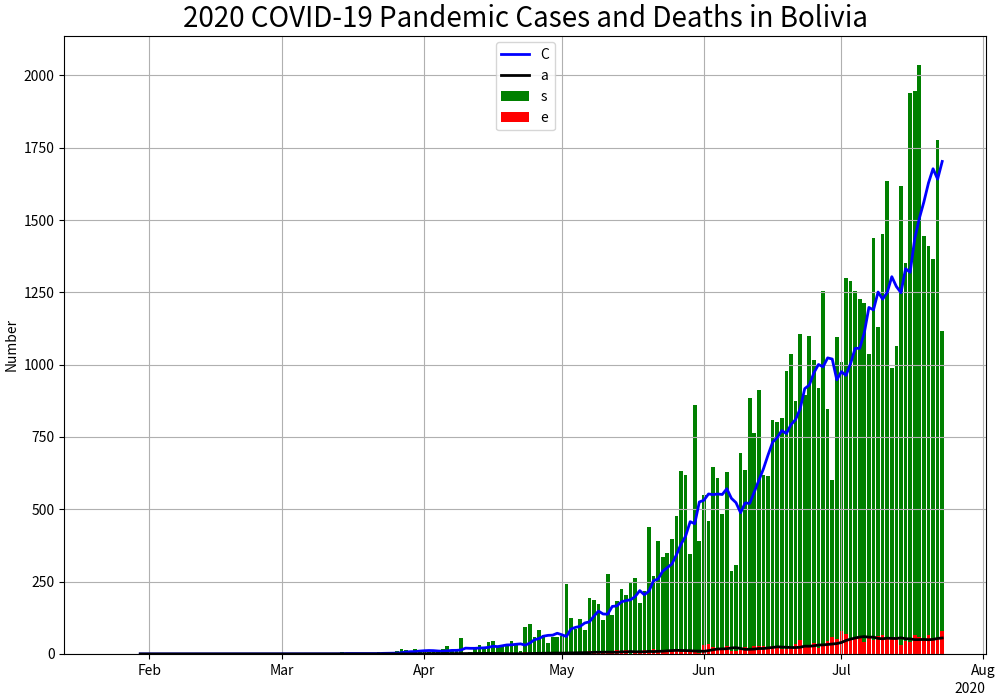 2020 COVID-19 Pandemic Cases and Deaths in Bolivia
C
a
s
e
Number
2000
1750
1500
1250
1000
750
500
250
0
Feb Mar Apr May Jun Jul Aug
2020